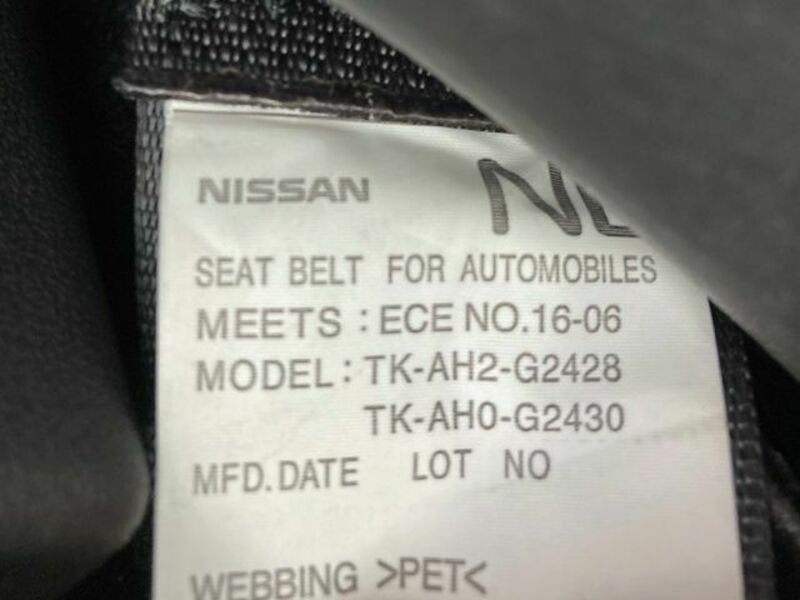 NISSAN
SEAT BELT FOR AUTOMOBILES
MEETS : ECE NO.16-06
MODEL : TK-AH2-G2428
TK-AH0-G2430
MFD.DATE LOT NO
WEBBING >PET<